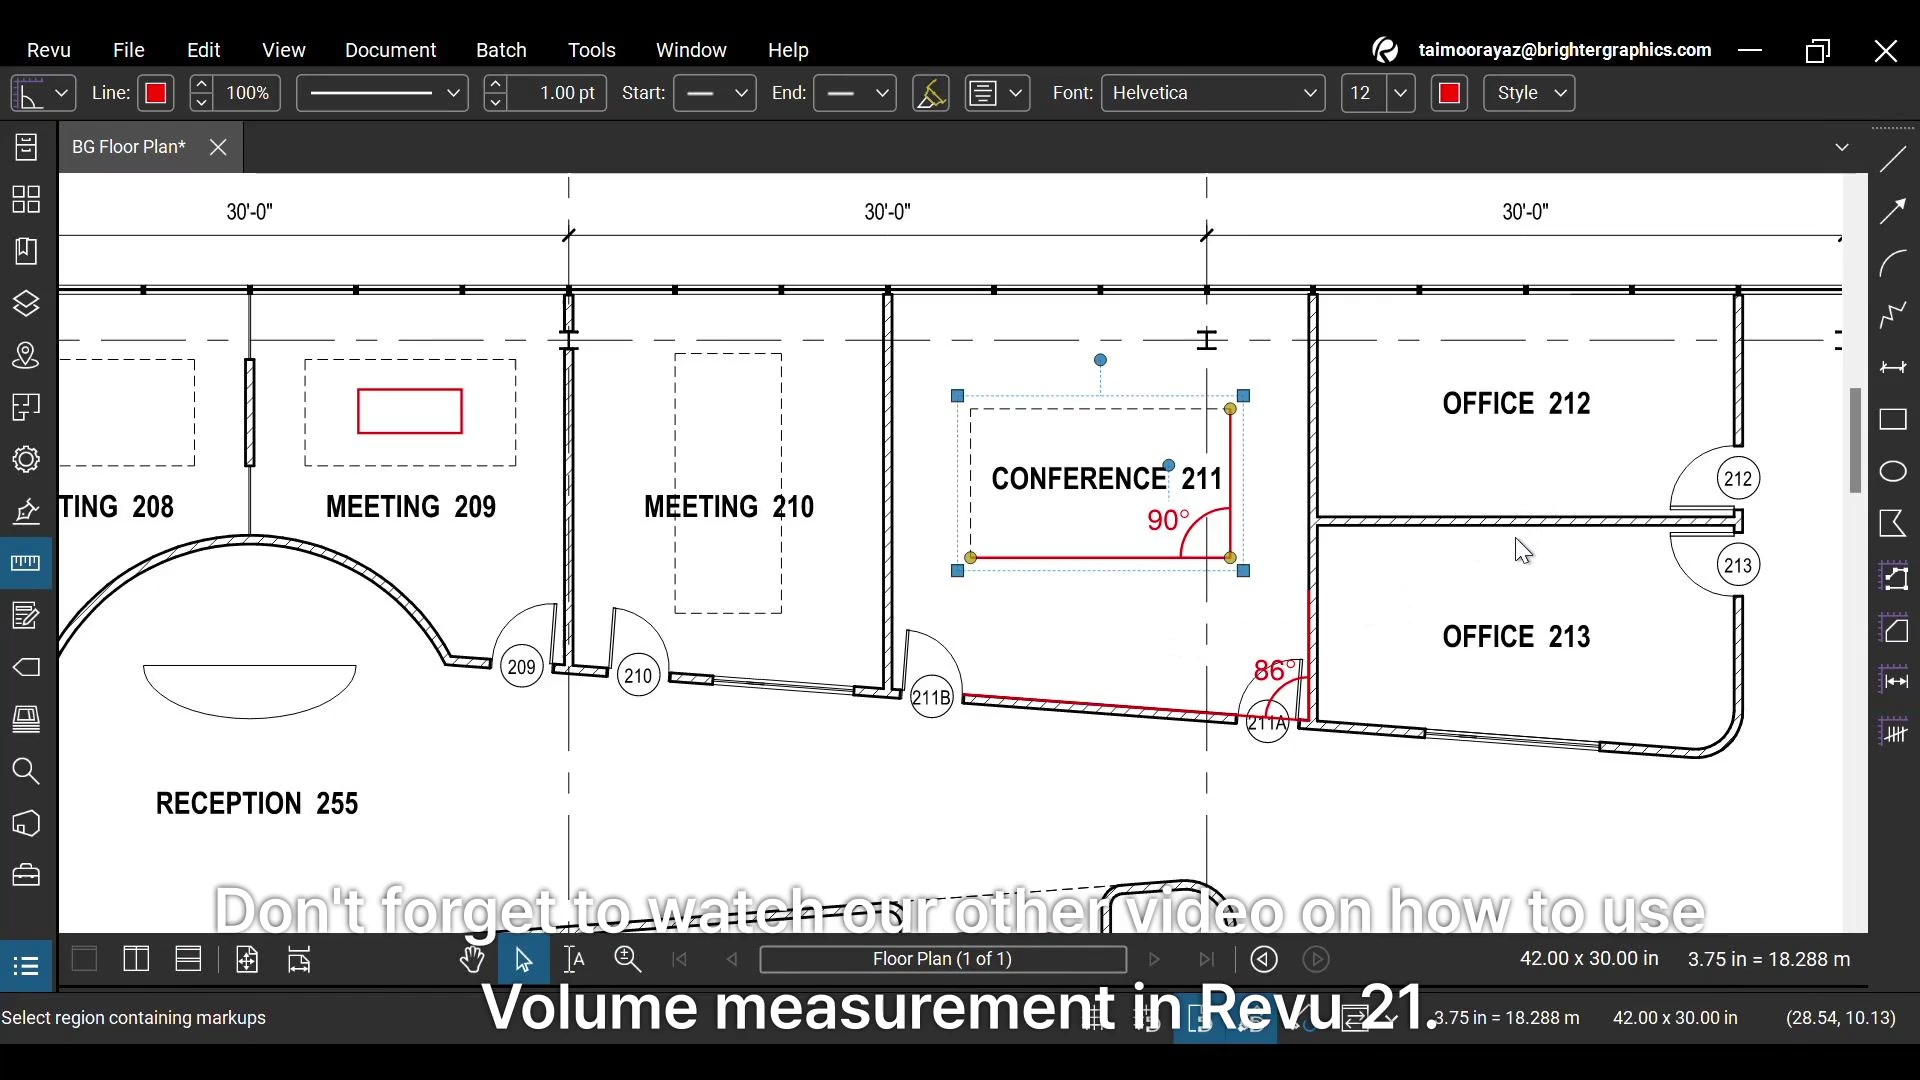 Revu File Edit View Document Batch Tools Window Help taimoorayaz@brightergraphics.com
Line: 100% 1.00 pt Start: End: Font: Helvetica 12 Style
BG Floor Plan*
30'-0" 30'-0" 30'-0"
OFFICE 212
CONFERENCE 211
212
TING 208 MEETING 209 MEETING 210
90°
213
OFFICE 213
209 210 86°
211B 211A
RECEPTION 255
Don't forget to watch our other video on how to use
Floor Plan (1 of 1) 42.00 x 30.00 in 3.75 in = 18.288 m
Volume measurement in Revu 21.
Select region containing markups 3.75 in = 18.288 m 42.00 x 30.00 in (28.54, 10.13)